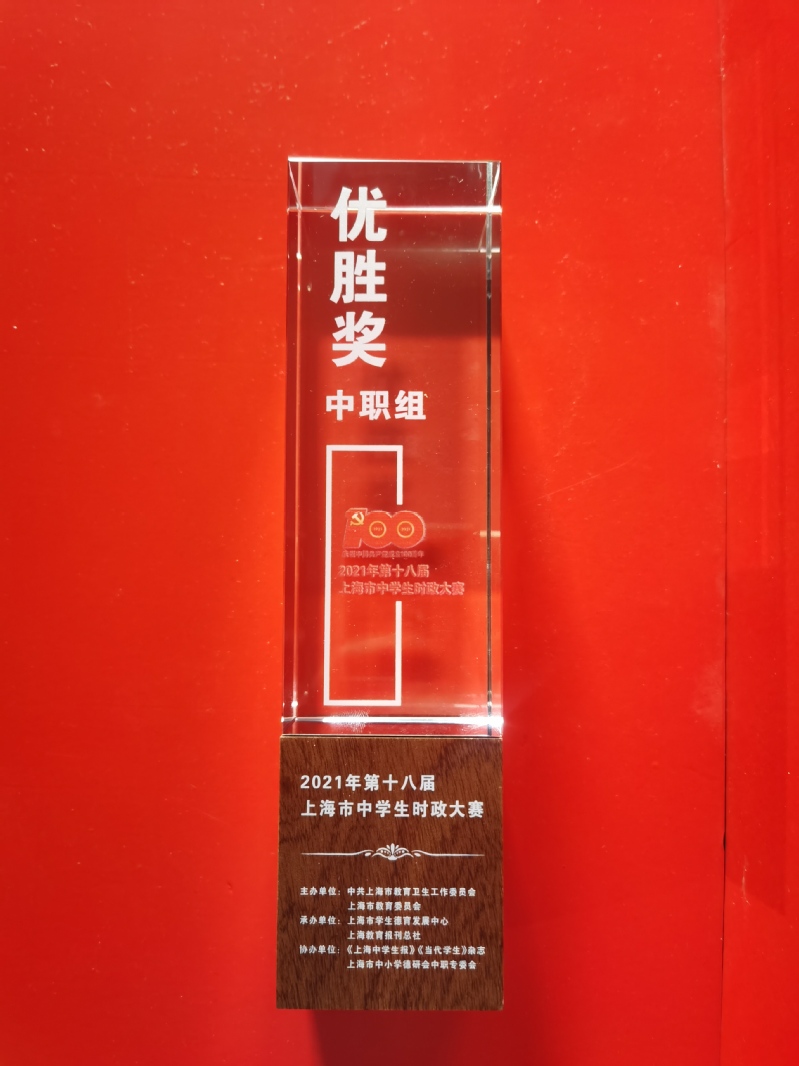 优胜奖
中职组
100
2021年第十八届
上海市中学生时政大赛
2021年第十八届
上海市中学生时政大赛
主办单位：中共上海市教育卫生工作委员会
上海市教育委员会
承办单位：上海市学生德育发展中心
上海教育报刊总社
协办单位：《上海中学生报》《当代学生》杂志
上海市中小学德研会中职专委会